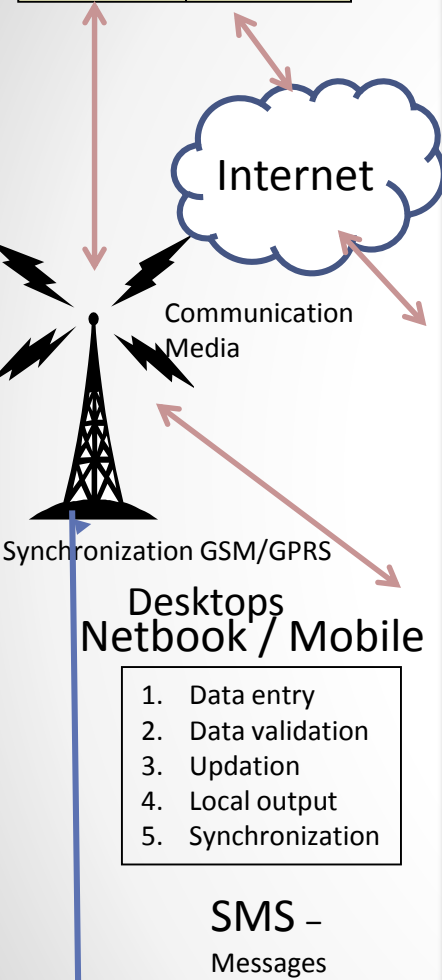 Internet
Communication
Media
Synchronization GSM/GPRS
Desktops
Netbook / Mobile
1. Data entry
2. Data validation
3. Updation
4. Local output
5. Synchronization
SMS –
Messages